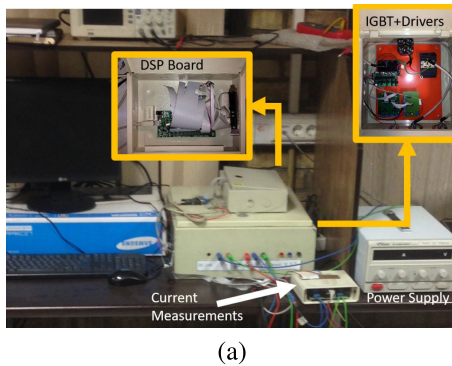 IGBT+Drivers
DSP Board
SAMSUNG
Current
Measurements
Power Supply
(a)